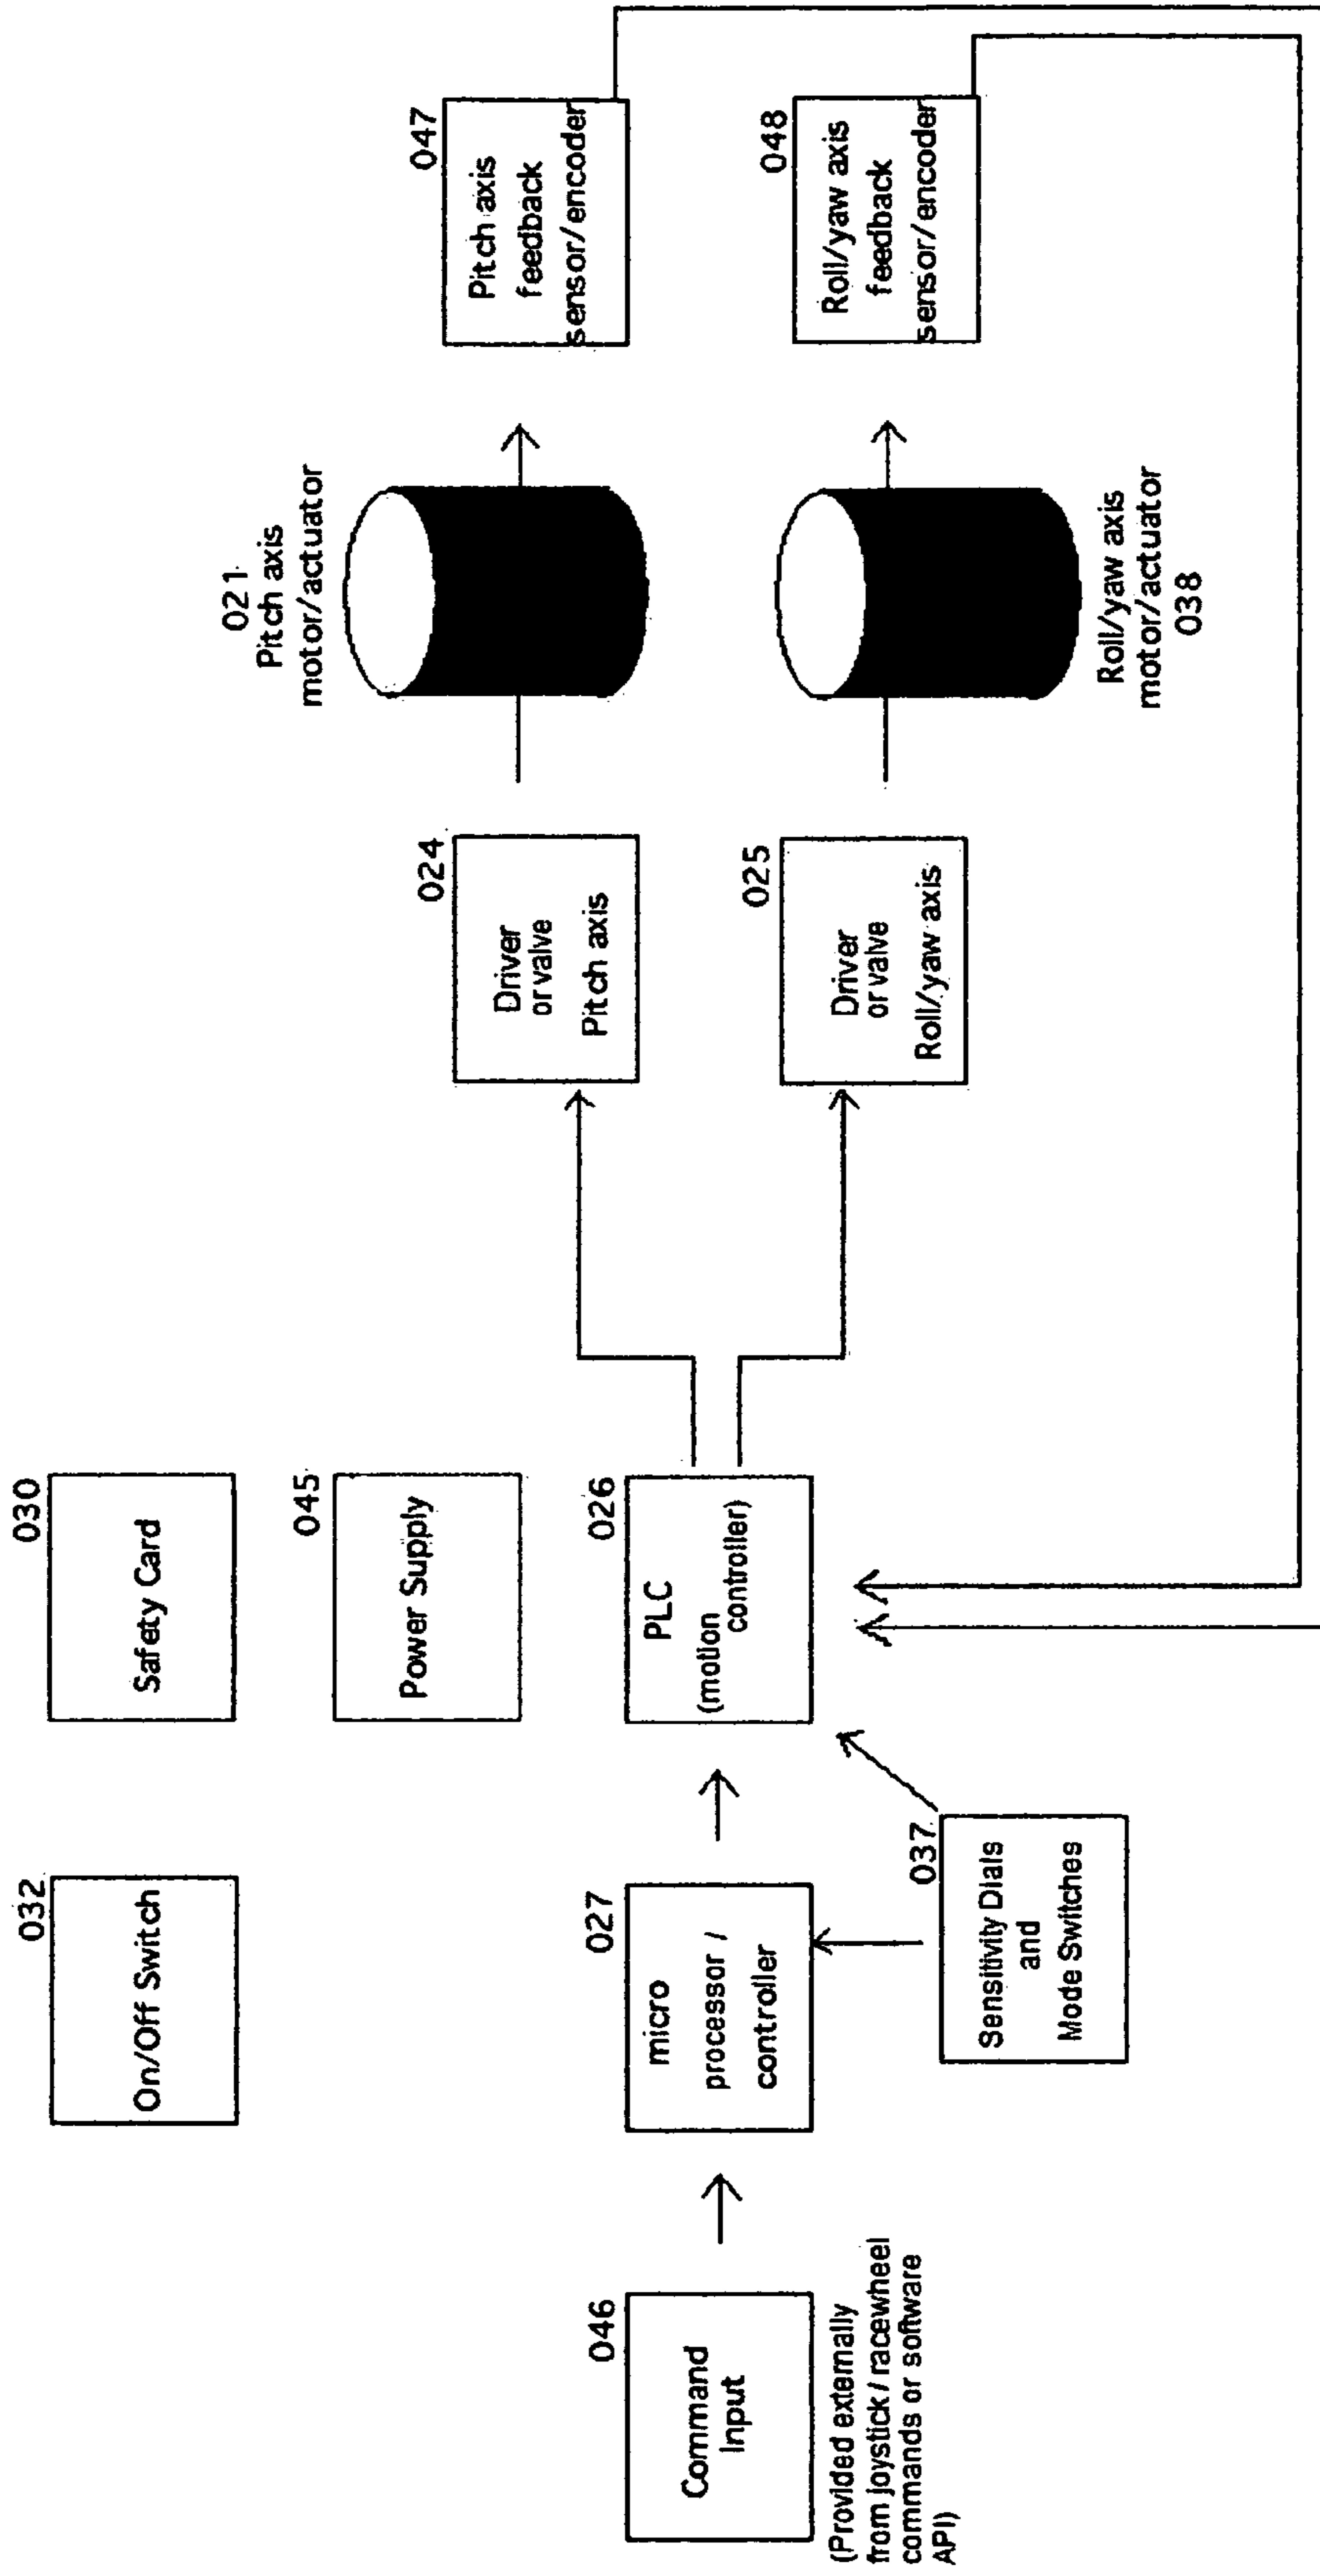 032
On/Off Switch
030
Safety Card
045
Power Supply
046
Command
Input
(Provided externally
from joystick / racewheel
commands or software
API)
027
micro
processor /
controller
037
Sensitivity Dials
and
Mode Switches
026
PLC
(motion
controller)
024
Driver
or valve
Pitch axis
025
Driver
or valve
Roll/yaw axis
021
Pitch axis
motor/actuator
Roll/yaw axis
motor/actuator
038
047
Pitch axis
feedback
sensor/encoder
048
Roll/yaw axis
feedback
sensor/encoder